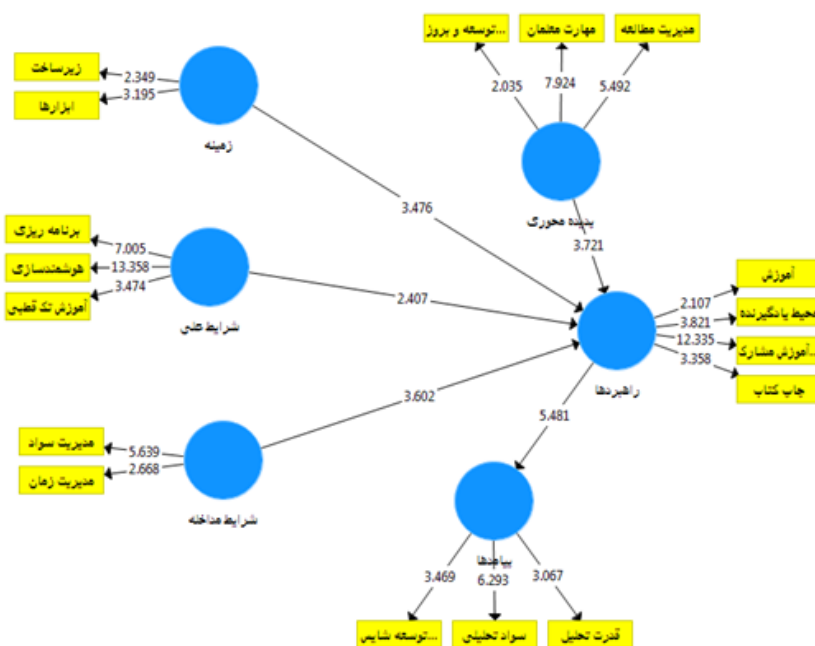 توسعه و بروز...
مهارت معلمان
مدیریت مطالعه
2.035
7.924
5.492
پدیده محوری
3.721
زیرساخت
ابزارها
2.349
3.195
زمینه
3.476
برنامه ریزی
هوشمندسازی
آموزش تک قطبی
7.005
13.358
3.474
شرایط علی
2.407
مدیریت سواد
مدیریت زمان
5.639
2.668
شرایط مداخله
3.602
راهبردها
2.107
3.821
12.335
3.358
آموزش
محیط یادگیرنده
آموزش مشارک...
چاپ کتاب
5.481
پیامدها
3.469
6.293
3.067
توسعه شایس...
سواد تحلیلی
قدرت تحلیل